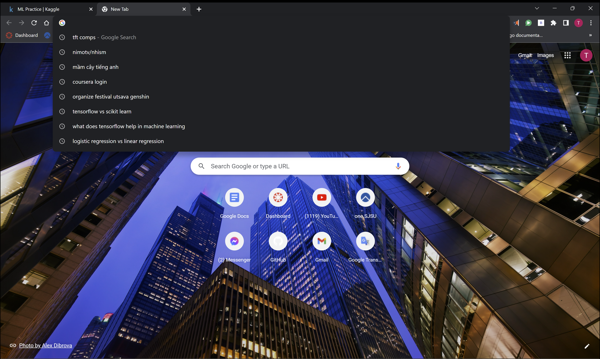 ML Practice | Kaggle
New Tab
Dashboard
go documenta...
tft comps - Google Search
nimotv/nhism
mầm cây tiếng anh
coursera login
organize festival utsava genshin
tensorflow vs scikit learn
what does tensorflow help in machine learning
logistic regression vs linear regression
Gmail Images
T
Search Google or type a URL
Google Docs Dashboard (1119) YouTu... one.SJSU
(2) Messenger GitHub Gmail Google Trans...
Photo by Alex Dibrova